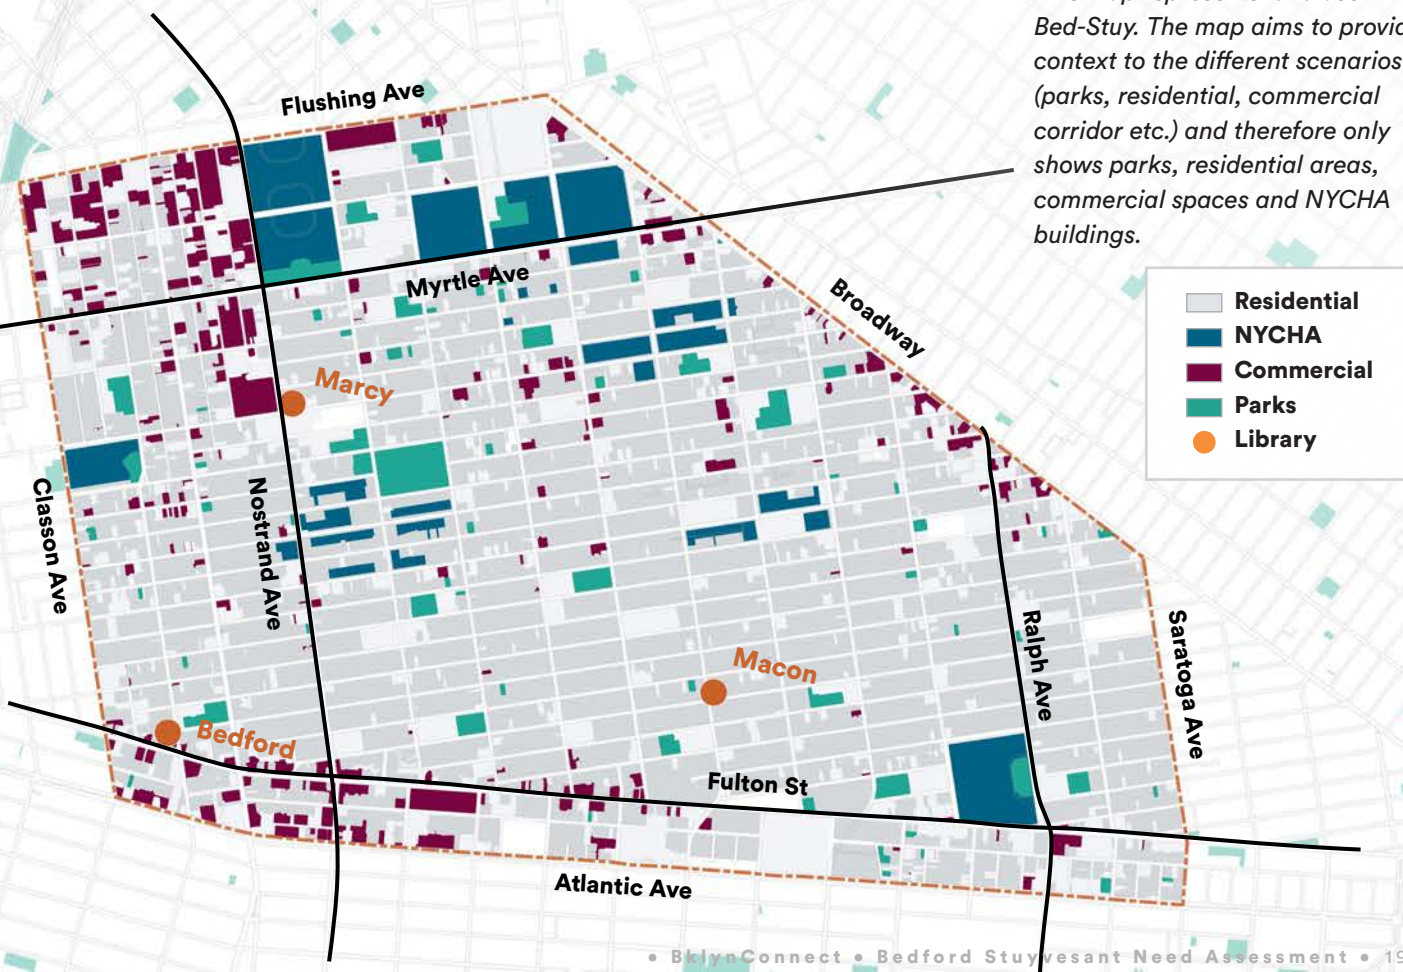 Bed-Stuy. The map aims to provid
context to the different scenarios
(parks, residential, commercial
corridor etc.) and therefore only
shows parks, residential areas,
commercial spaces and NYCHA
buildings.
Flushing Ave
Myrtle Ave
Broadway
Residential
NYCHA
Commercial
Parks
Library
Marcy
Classon Ave
Nostrand Ave
Ralph Ave
Saratoga Ave
Macon
Bedford
Fulton St
Atlantic Ave
• BklynConnect • Bedford Stuyvesant Need Assessment • 19